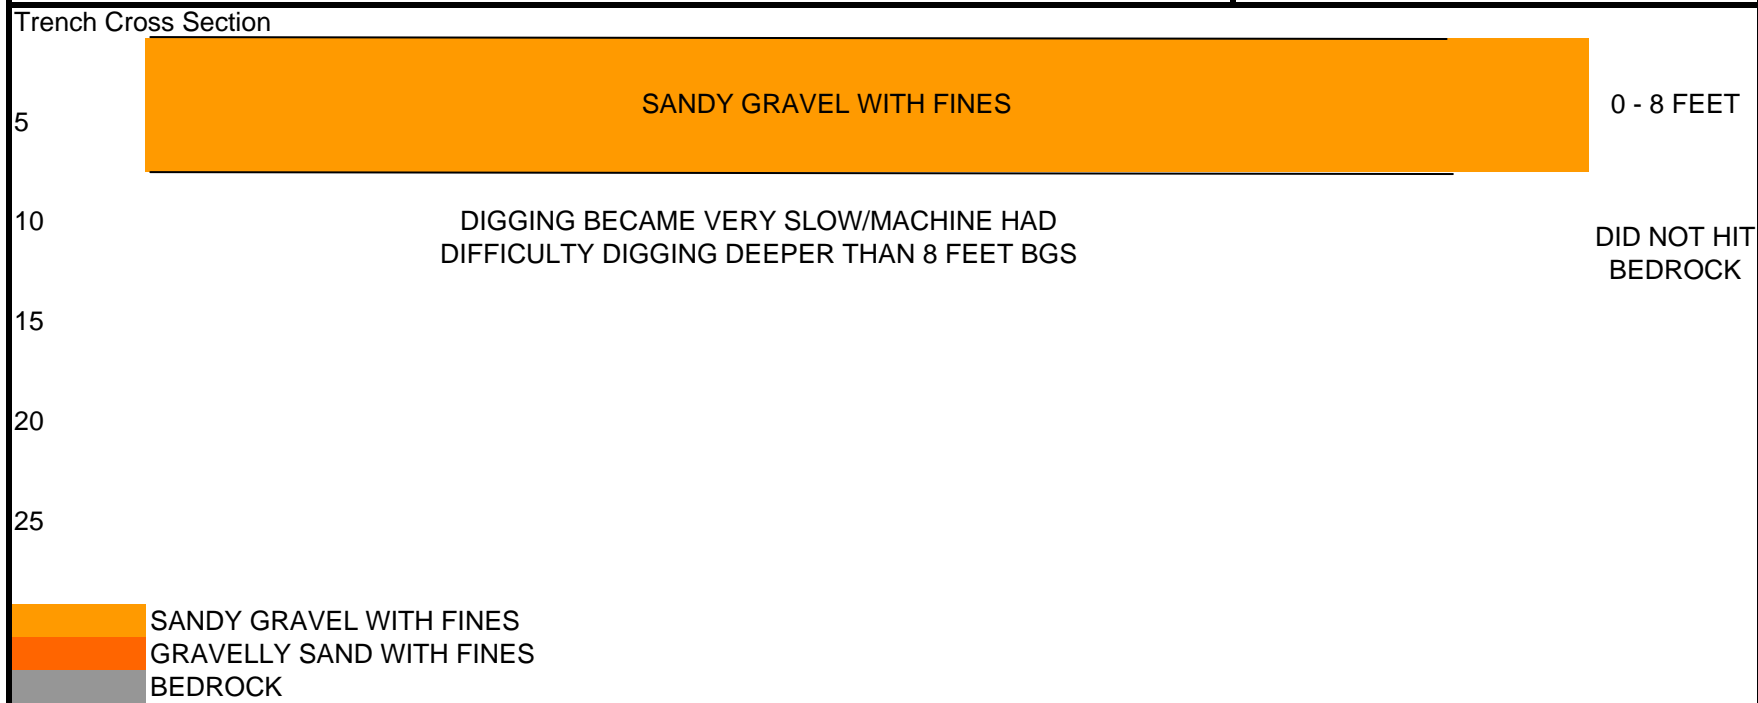 Trench Cross Section
SANDY GRAVEL WITH FINES
0 - 8 FEET
5
10
DIGGING BECAME VERY SLOW/MACHINE HAD
DIFFICULTY DIGGING DEEPER THAN 8 FEET BGS
DID NOT HIT
BEDROCK
15
20
25
SANDY GRAVEL WITH FINES
GRAVELLY SAND WITH FINES
BEDROCK